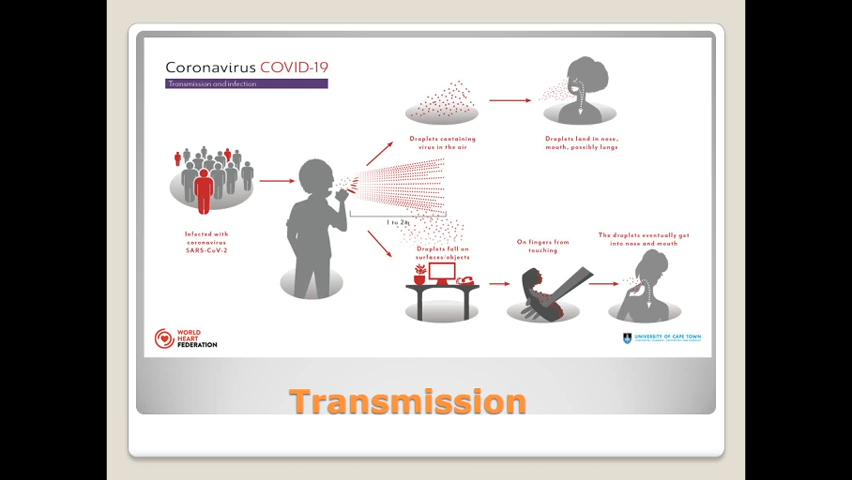 Coronavirus COVID-19
Transmission and infection
Droplets containing
virus in the air
Droplets land in nose,
mouth, possibly lungs
Infected with
coronavirus
SARS-CoV-2
1 to 2m
Droplets fall on
surfaces/objects
On fingers from
touching
The droplets eventually get
into nose and mouth
WORLD
HEART
FEDERATION
UNIVERSITY OF CAPE TOWN
Transmission